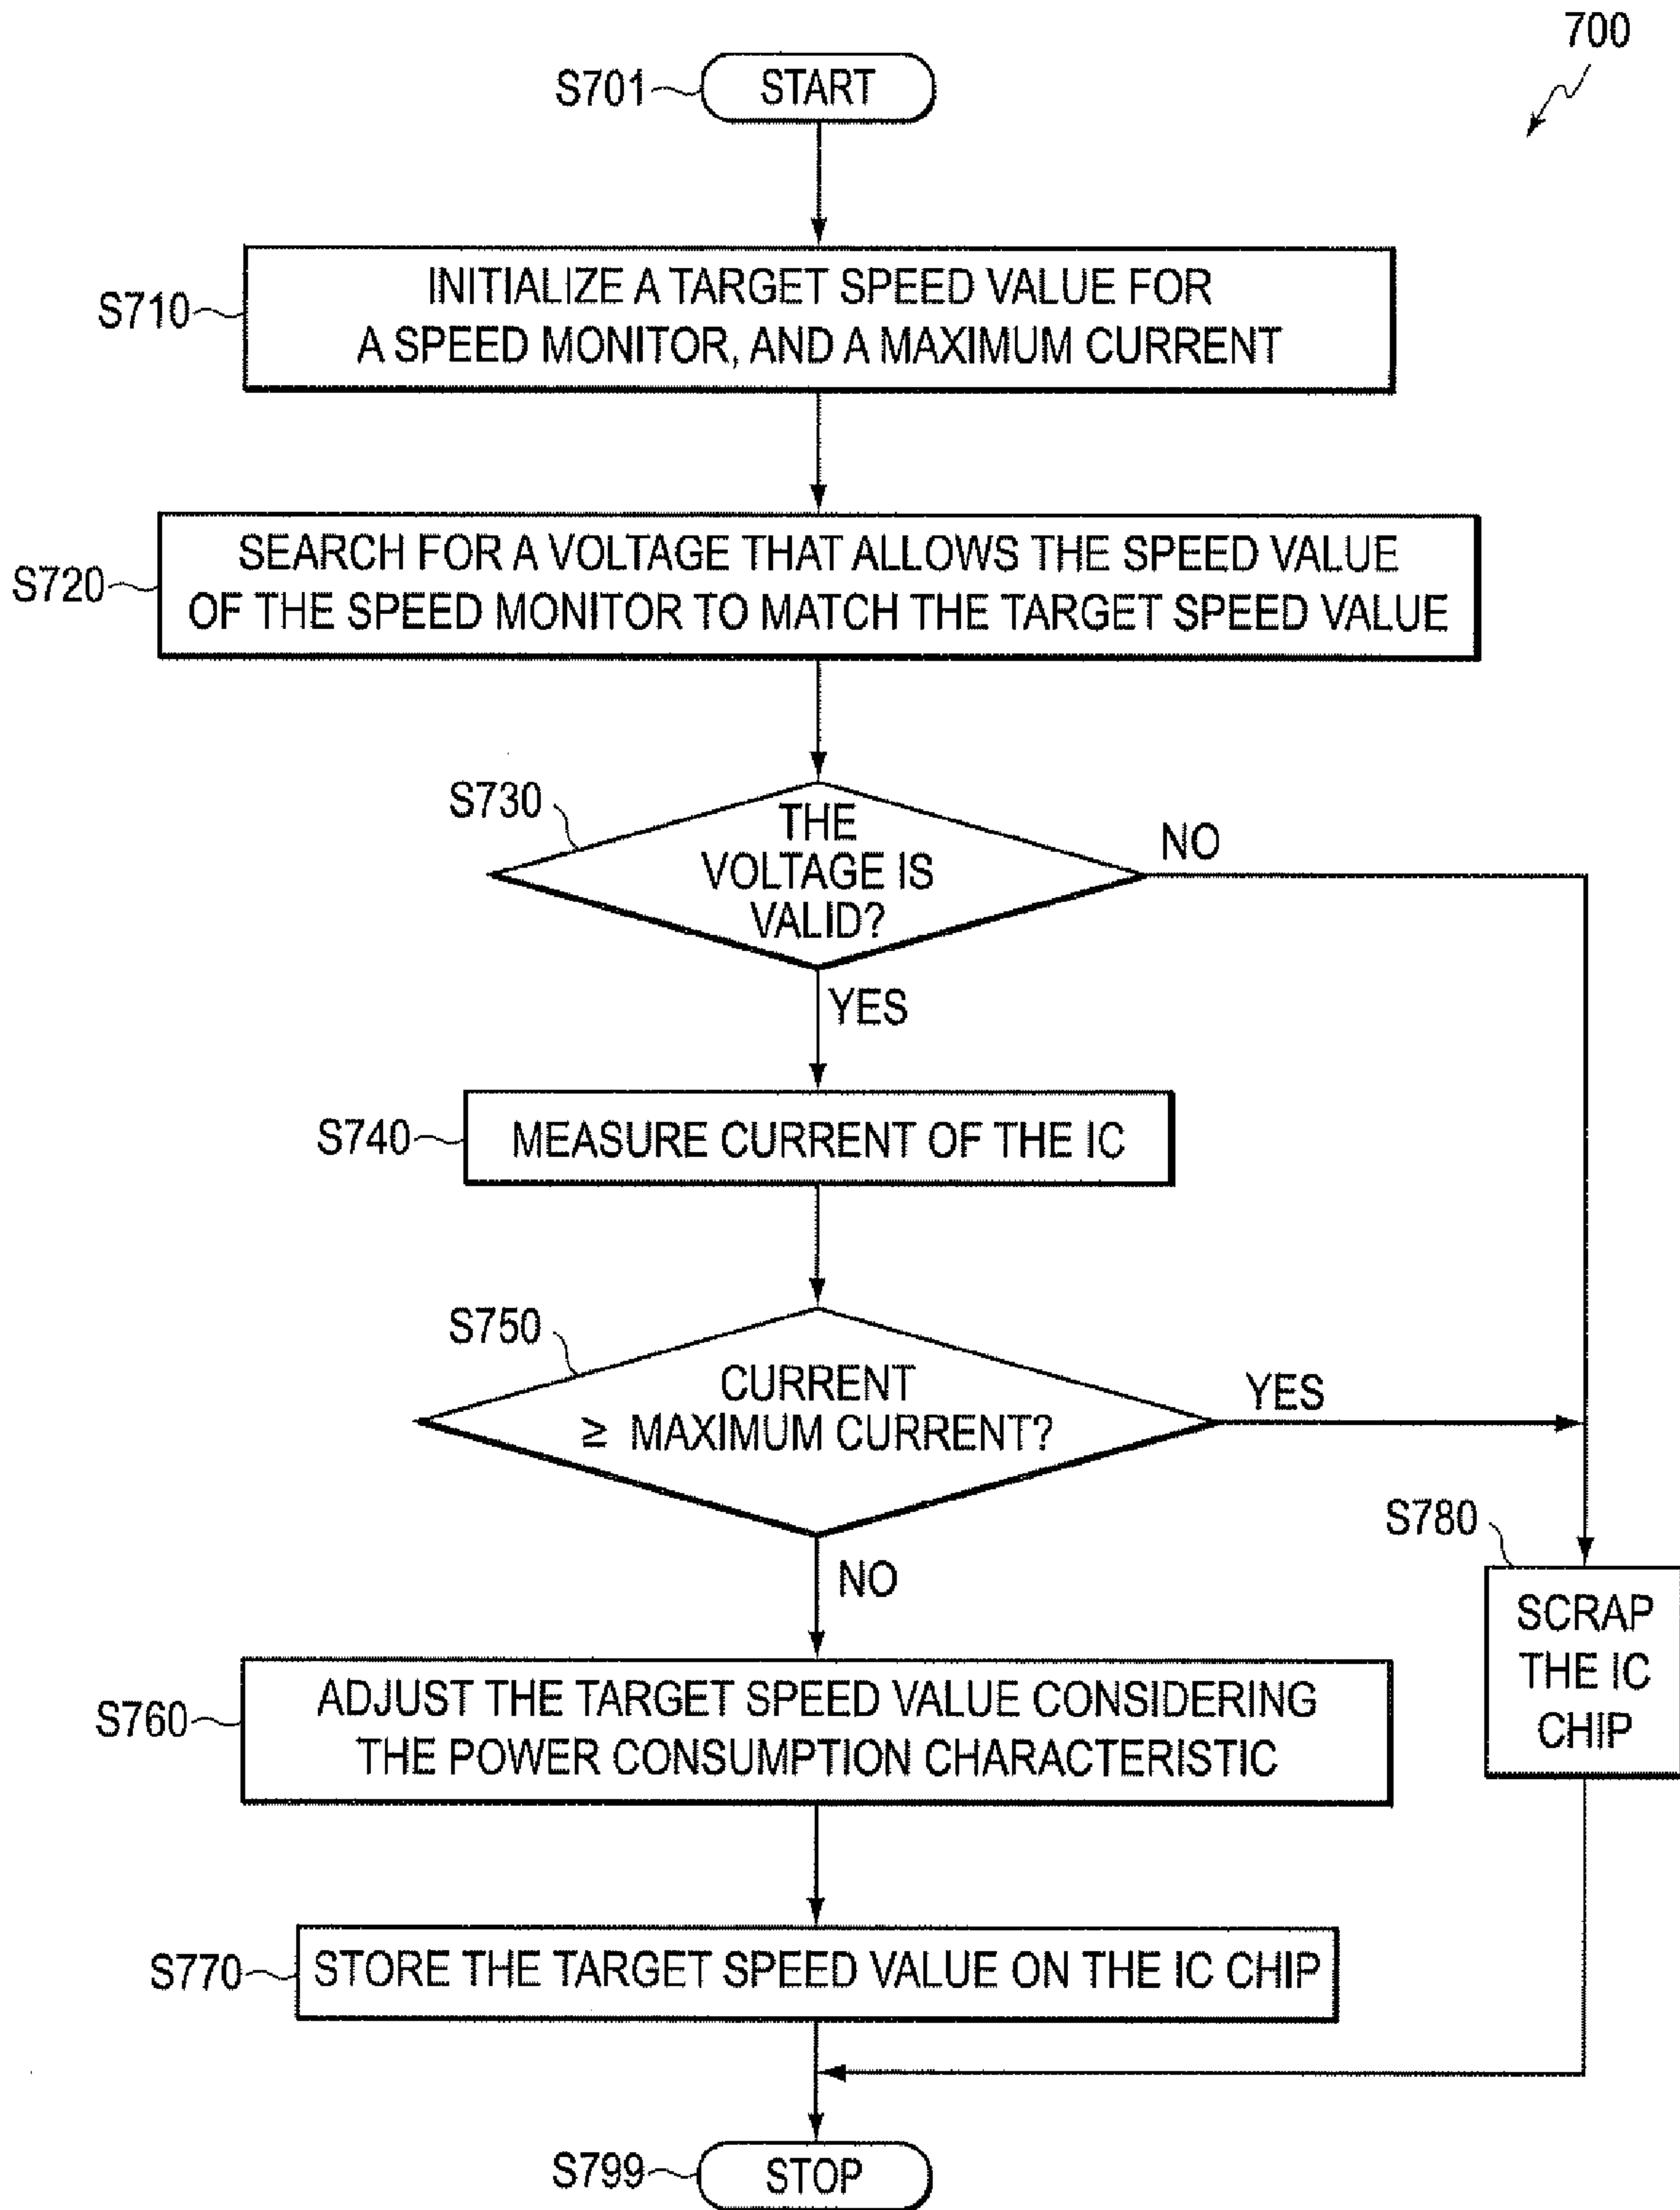 700
S701
START
S710
INITIALIZE A TARGET SPEED VALUE FOR
A SPEED MONITOR, AND A MAXIMUM CURRENT
S720
SEARCH FOR A VOLTAGE THAT ALLOWS THE SPEED VALUE
OF THE SPEED MONITOR TO MATCH THE TARGET SPEED VALUE
S730
THE
VOLTAGE IS
VALID?
NO
YES
S740
MEASURE CURRENT OF THE IC
S750
CURRENT
≥ MAXIMUM CURRENT?
YES
NO
S780
SCRAP
THE IC
CHIP
S760
ADJUST THE TARGET SPEED VALUE CONSIDERING
THE POWER CONSUMPTION CHARACTERISTIC
S770
STORE THE TARGET SPEED VALUE ON THE IC CHIP
S799
STOP